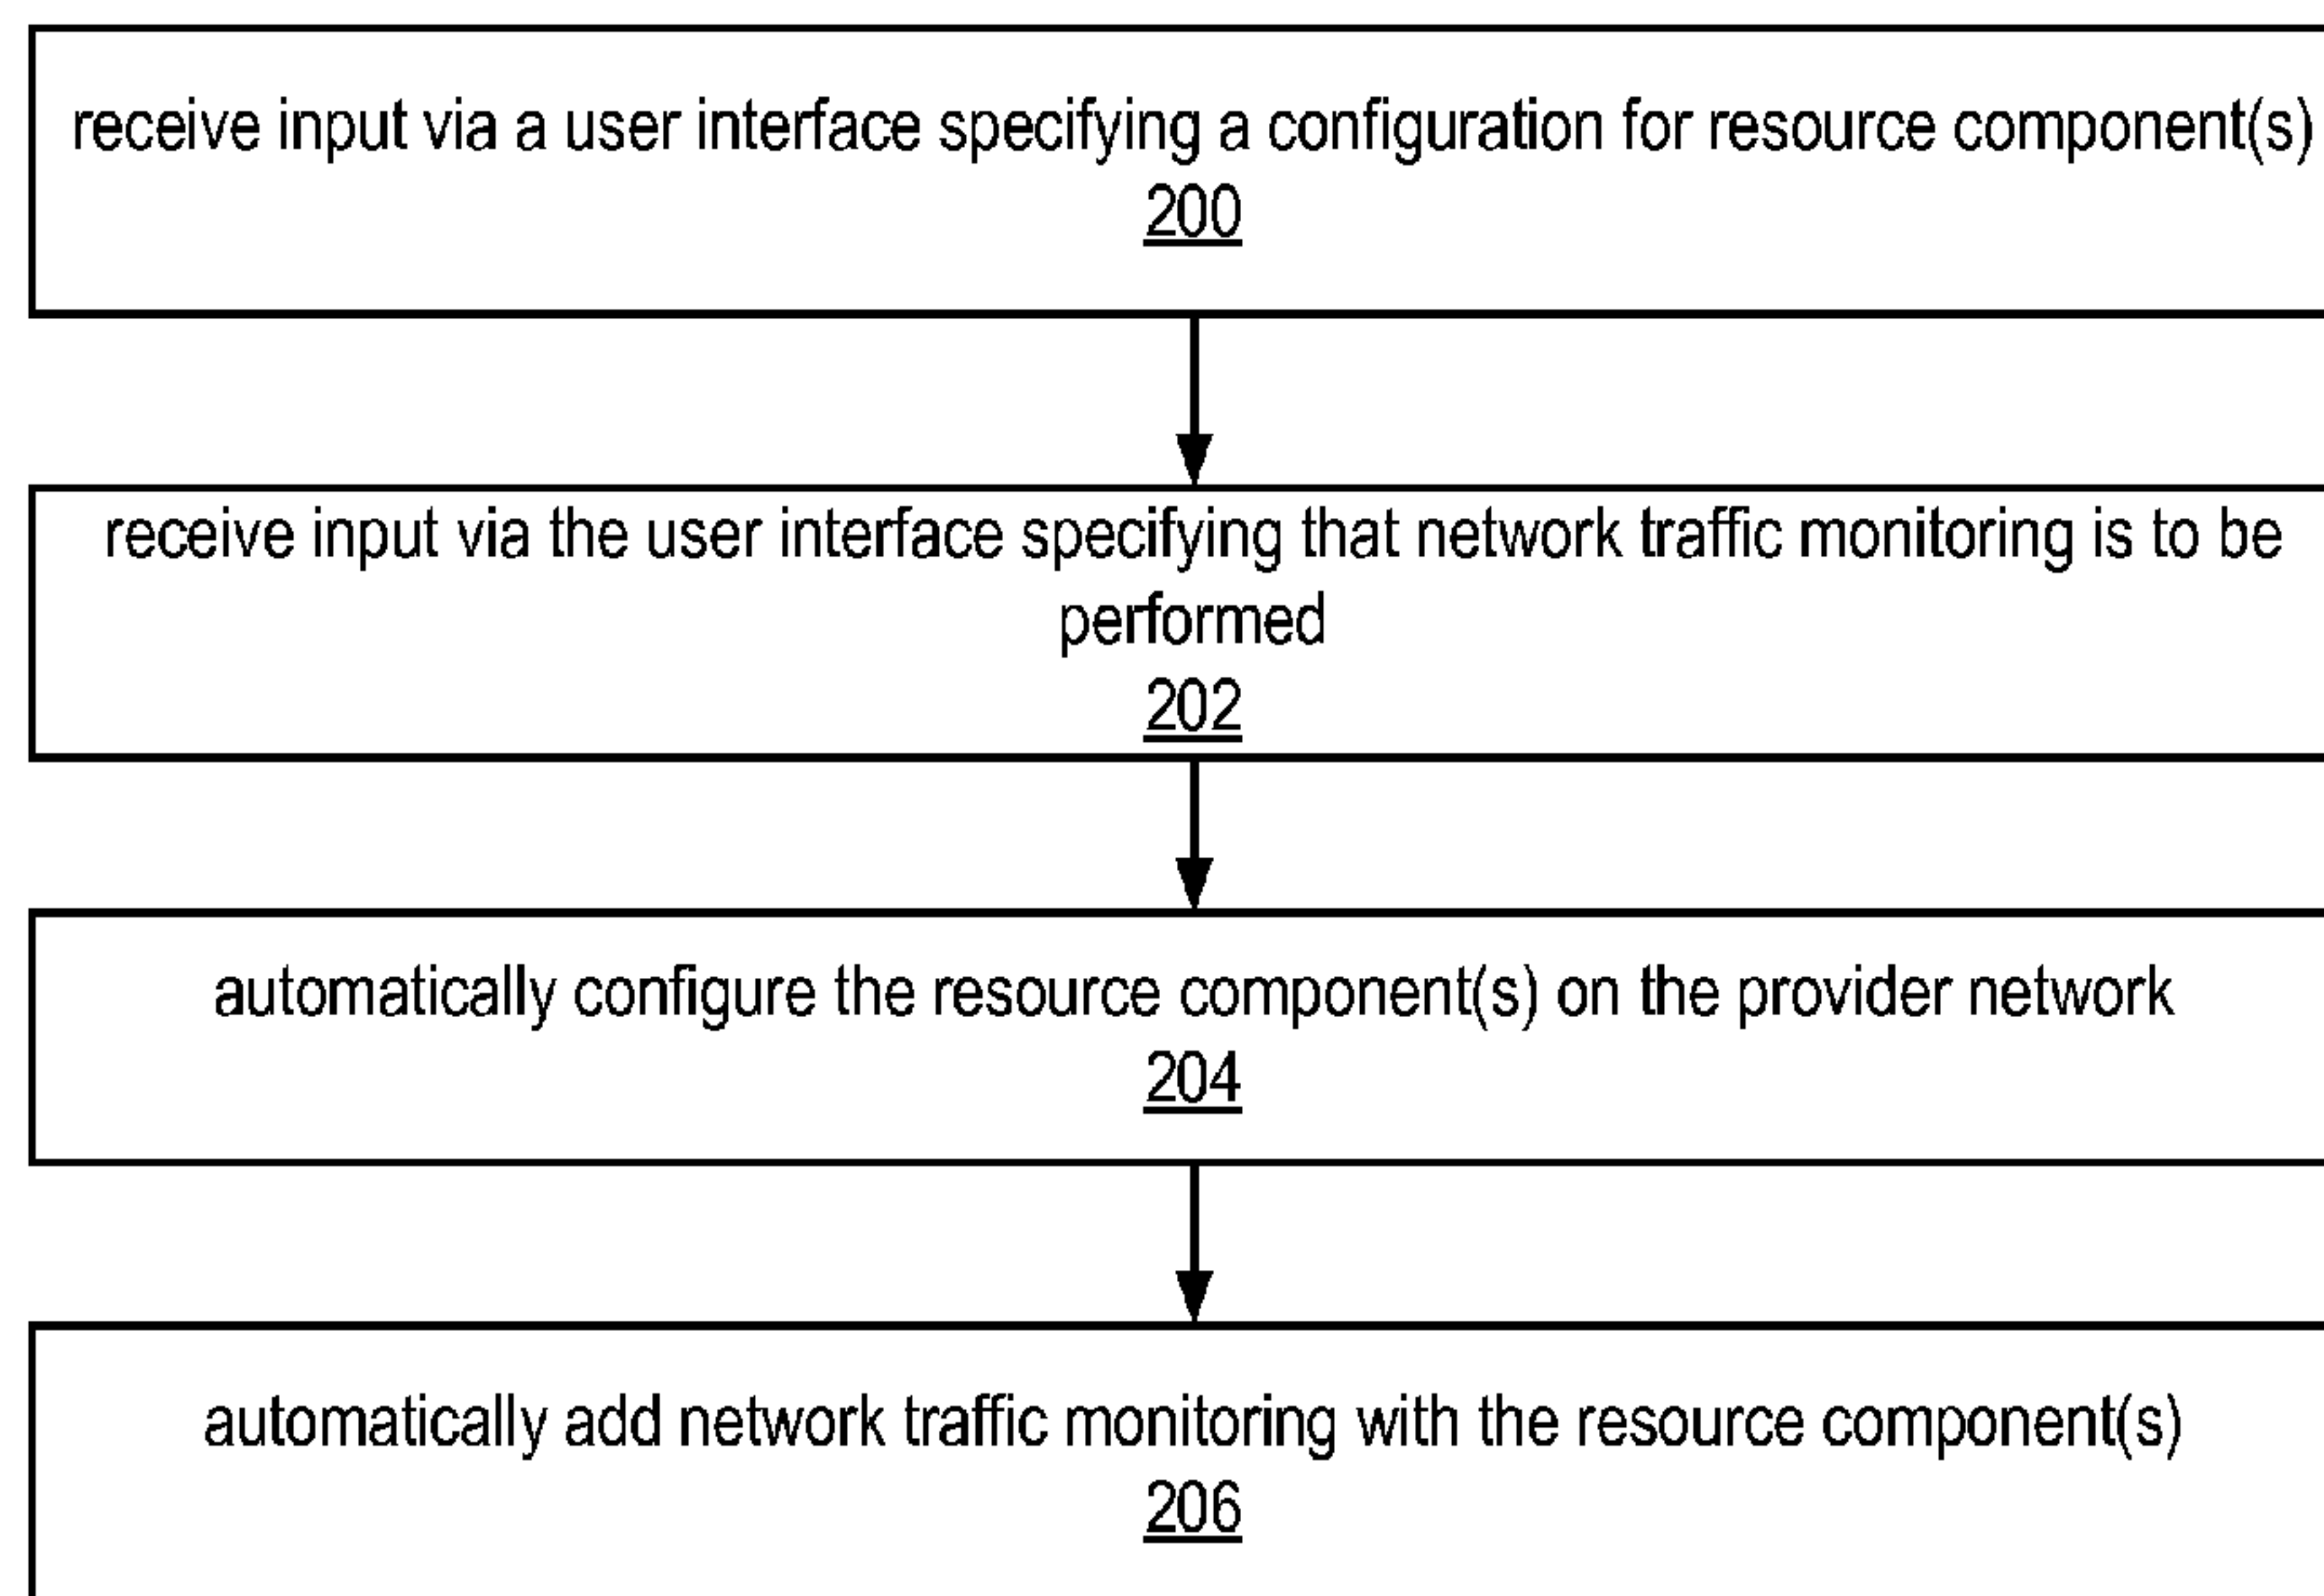 receive input via a user interface specifying a configuration for resource component(s)
200
receive input via the user interface specifying that network traffic monitoring is to be
performed
202
automatically configure the resource component(s) on the provider network
204
automatically add network traffic monitoring with the resource component(s)
206